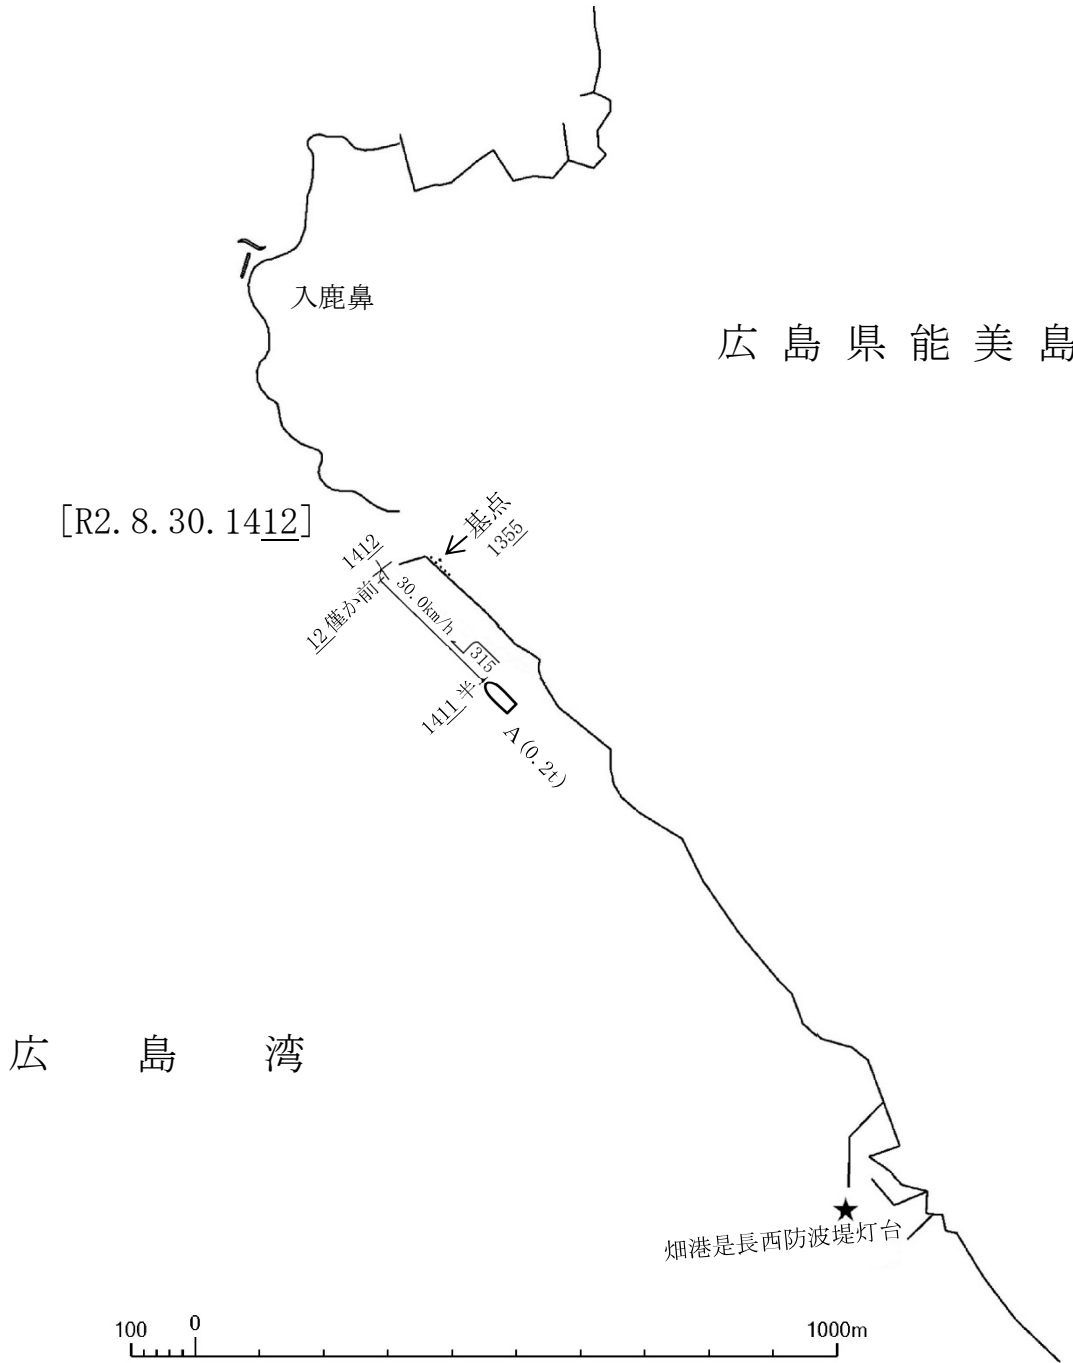 入鹿鼻
広島県能美島
[R2.8.30.1412]
基点
1355
1412
12僅か前
30.0km/h
315
1411半
A(0.2t)
広島湾
畑港是長西防波堤灯台
100 0 1000m